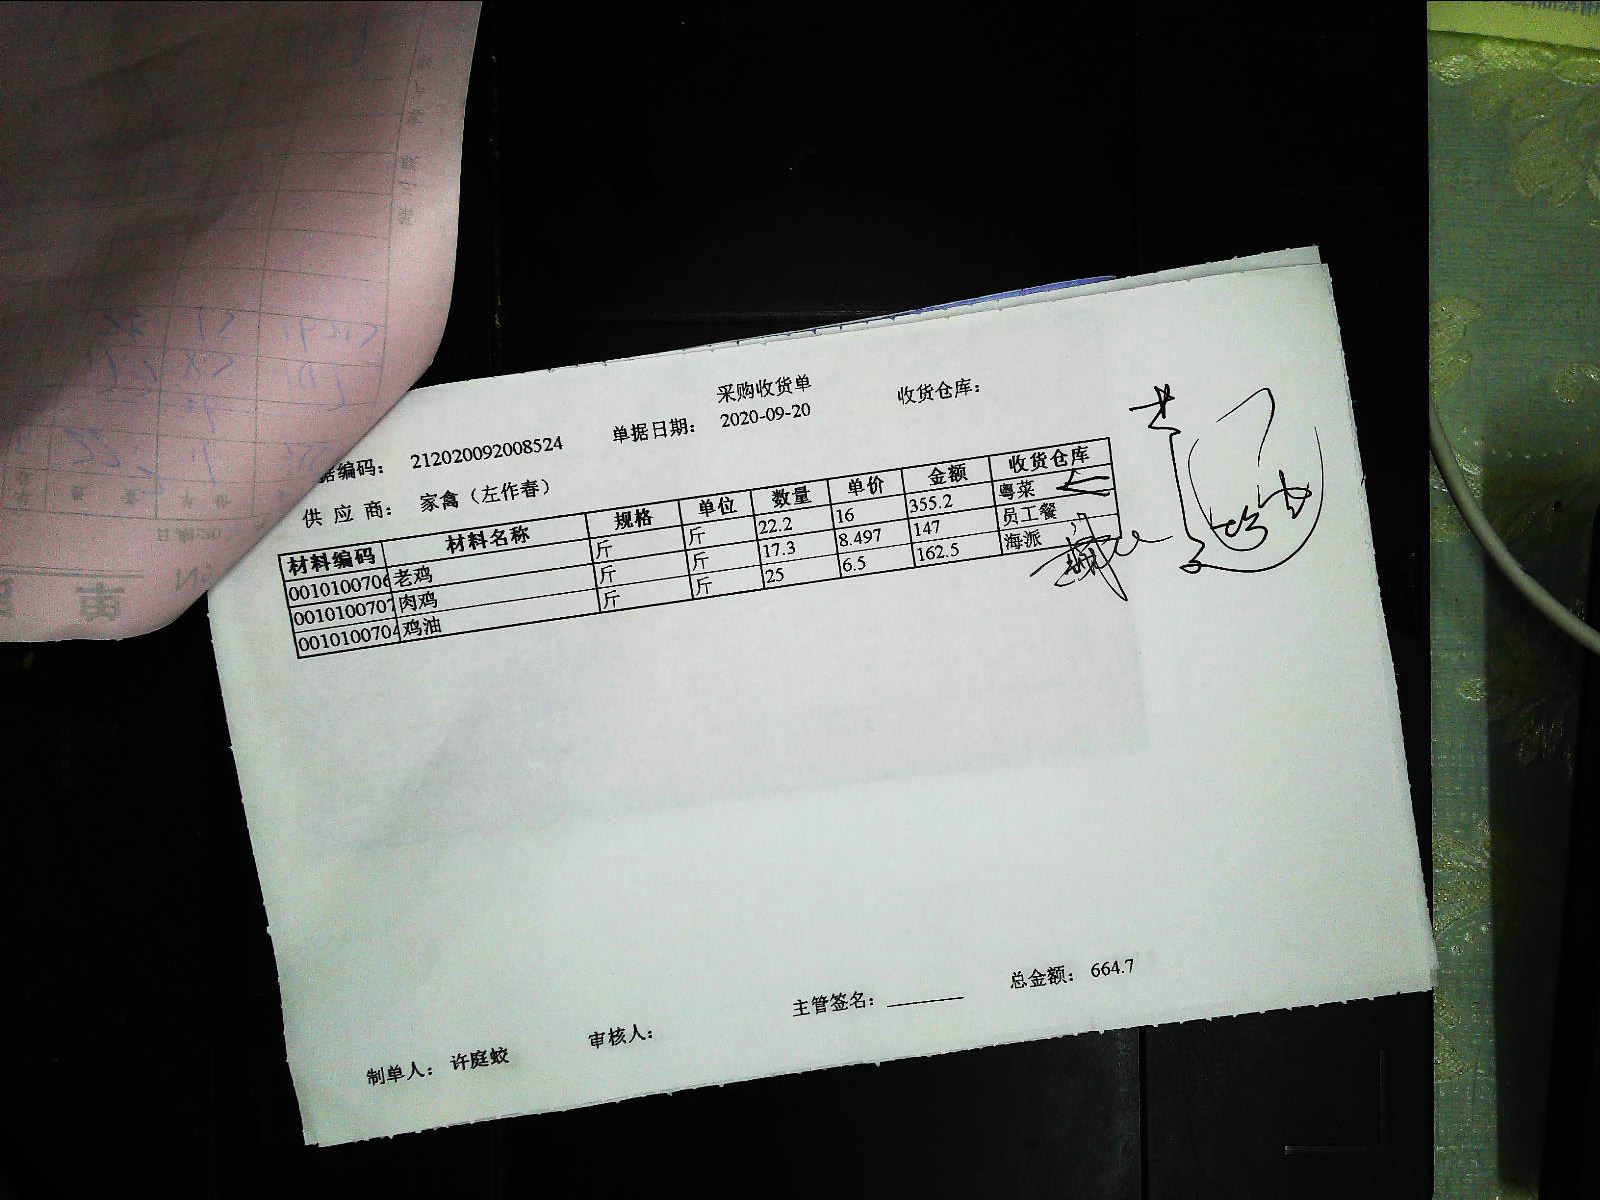 采购收货单
据编码： 212020092008524 单据日期： 2020-09-20 收货仓库：
供 应 商： 家禽（左作春）
材料编码 材料名称 规格 单位 数量 单价 金额 收货仓库
0010100706 老鸡 斤 斤 22.2 16 355.2 粤菜
0010100707 肉鸡 斤 斤 17.3 8.497 147 员工餐
0010100704 鸡油 斤 斤 25 6.5 162.5 海派
制单人： 许庭蛟 审核人： 主管签名： 总金额： 664.7